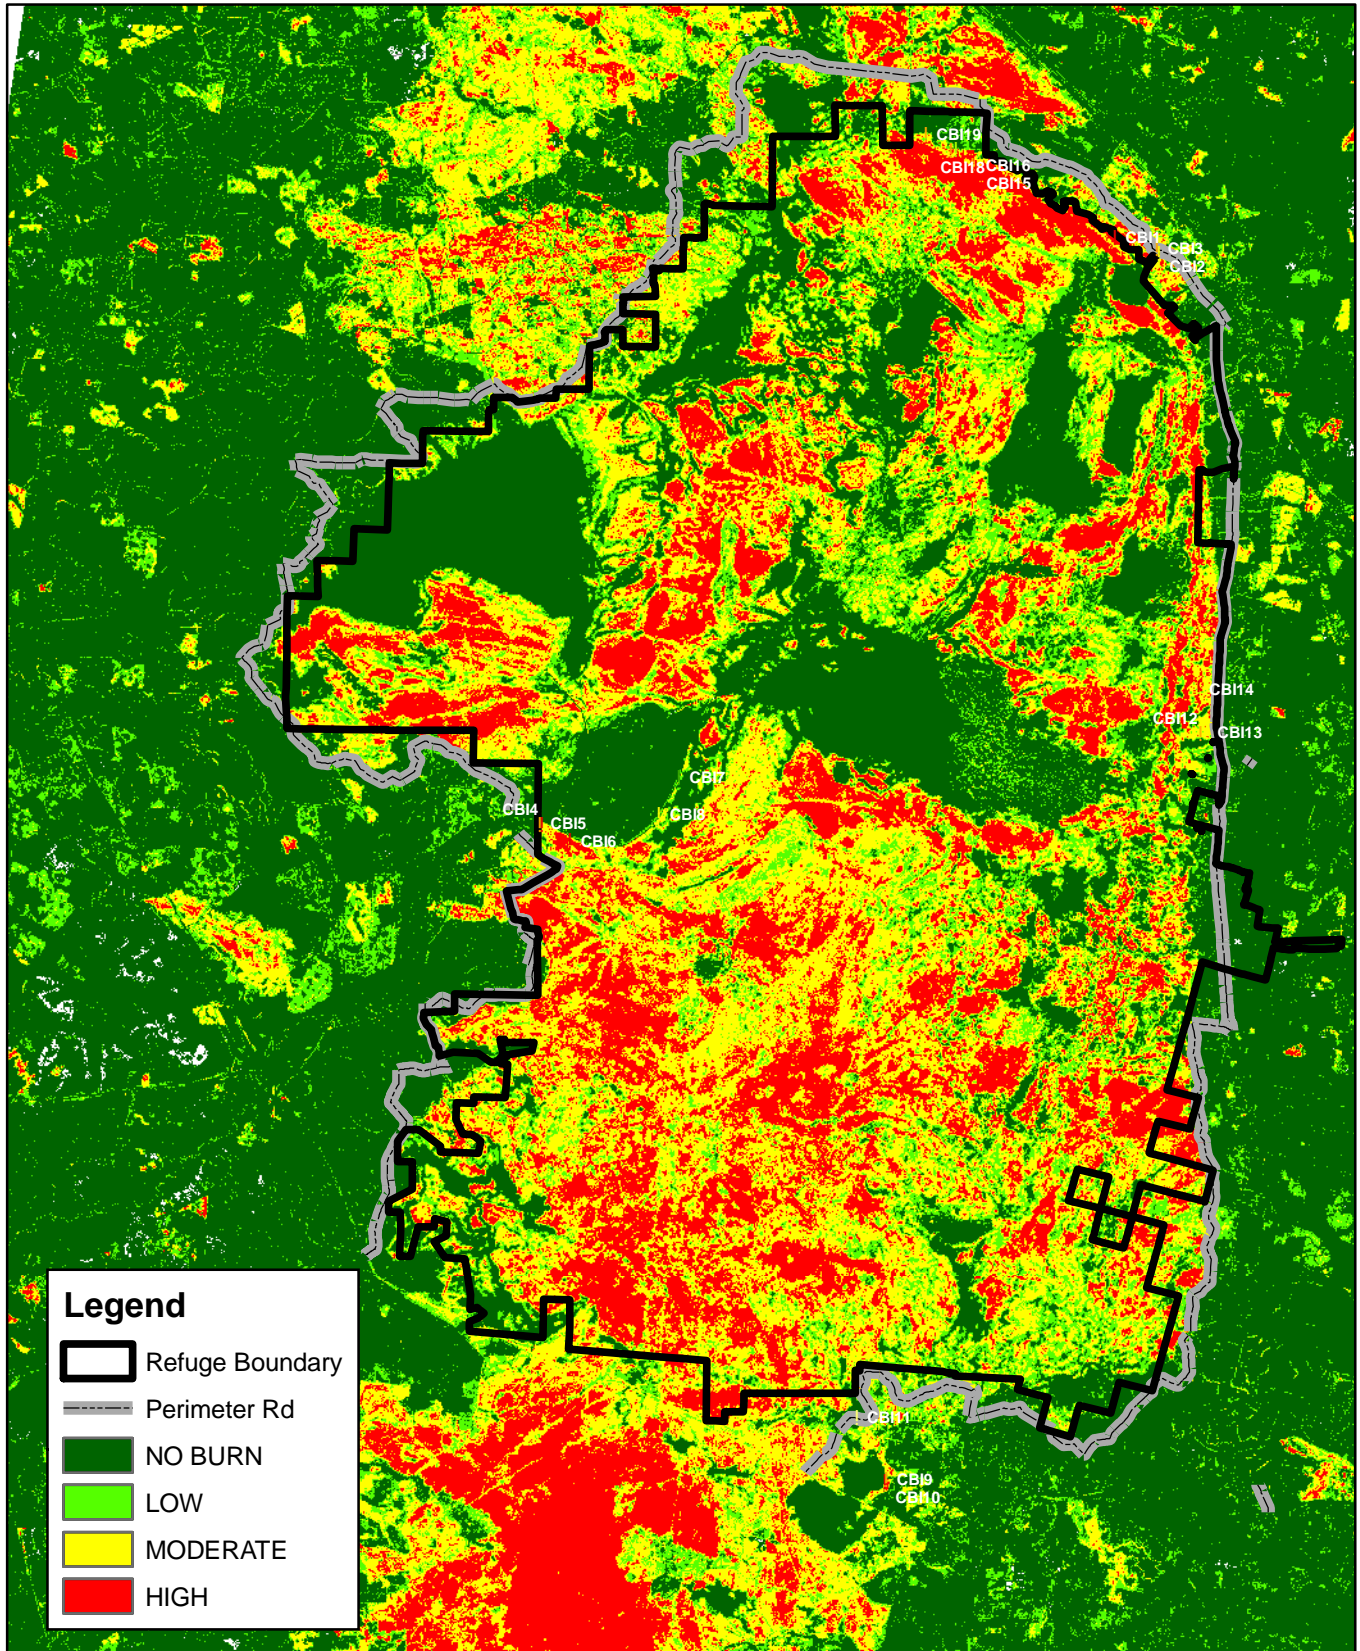 CBI19
CBI18
CBI16
CBI15
CBI1
CBI3
CBI2
CBI14
CBI12
CBI13
CBI7
CBI4
CBI5
CBI6
CBI11
CBI9
CBI10
Legend
Refuge Boundary
Perimeter Rd
NO BURN
LOW
MODERATE
HIGH